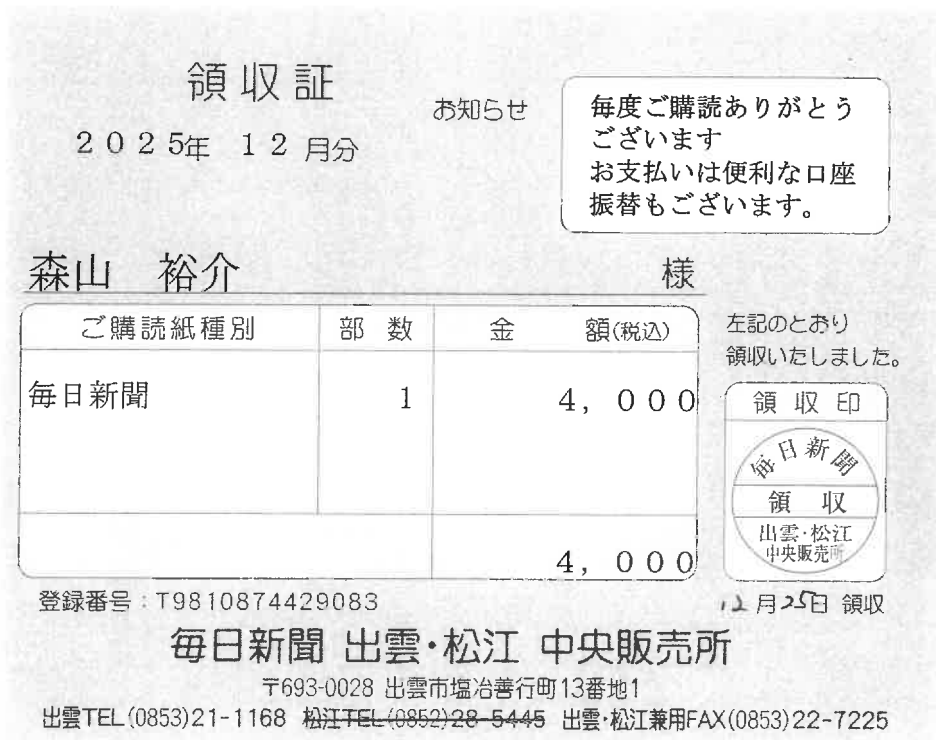 領収証
2025年 12月分
お知らせ
毎度ご購読ありがとう
ございます
お支払いは便利な口座
振替もございます。
森山 裕介 様
ご購読紙種別 部数 金額(税込)
毎日新聞 1 4,000
4,000
左記のとおり
領収いたしました。
領収印
毎日新聞
領収
出雲・松江
中央販売所
登録番号:T9810874429083
12月25日 領収
毎日新聞 出雲・松江 中央販売所
〒693-0028 出雲市塩冶善行町13番地1
出雲TEL(0853)21-1168 松江TEL(0852)28-5445 出雲・松江兼用FAX(0853)22-7225